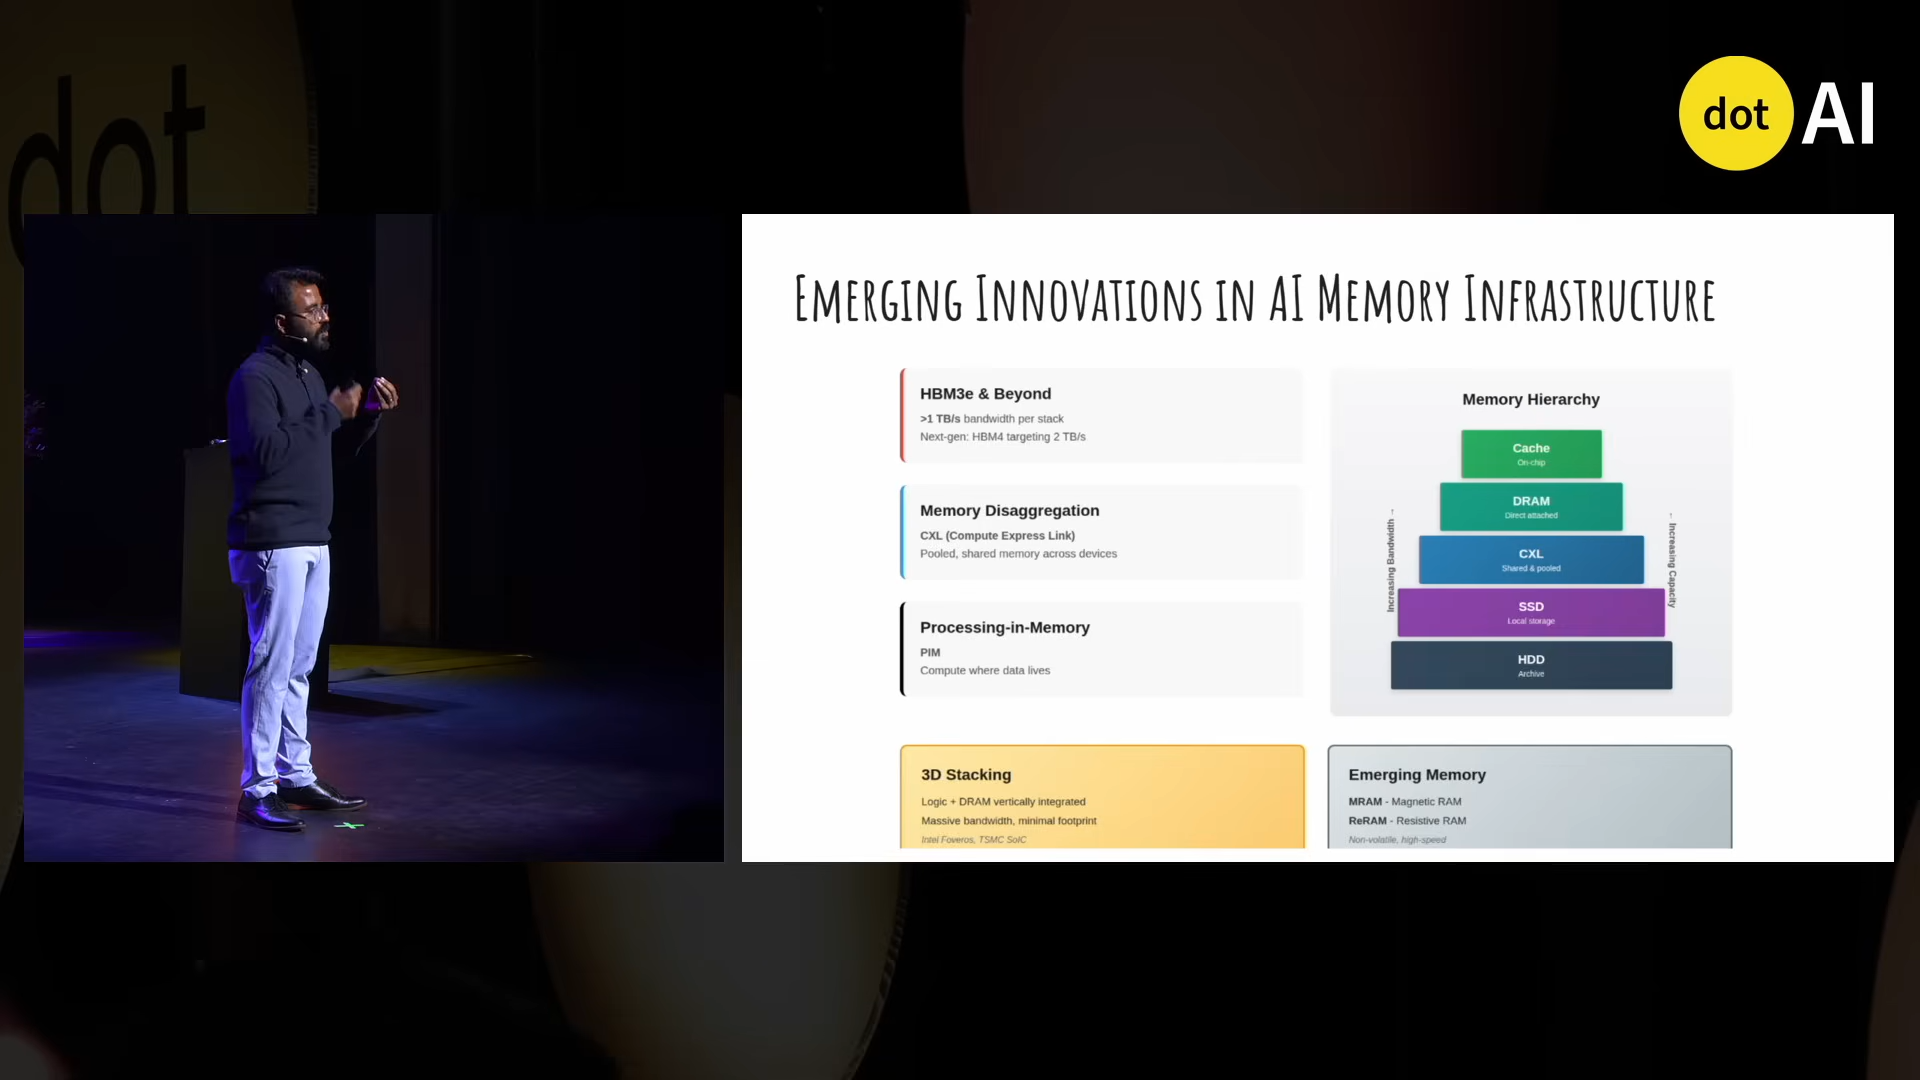 dot
dot AI
Emerging Innovations in AI Memory Infrastructure
HBM3e & Beyond
>1 TB/s bandwidth per stack
Next-gen: HBM4 targeting 2 TB/s
Memory Disaggregation
CXL (Compute Express Link)
Pooled, shared memory across devices
Processing-in-Memory
PIM
Compute where data lives
Memory Hierarchy
Cache
On-chip
DRAM
Direct attached
CXL
Shared & pooled
SSD
Local storage
HDD
Archive
Increasing Bandwidth →
← Increasing Capacity
3D Stacking
Logic + DRAM vertically integrated
Massive bandwidth, minimal footprint
Intel Foveros, TSMC SoIC
Emerging Memory
MRAM - Magnetic RAM
ReRAM - Resistive RAM
Non-volatile, high-speed